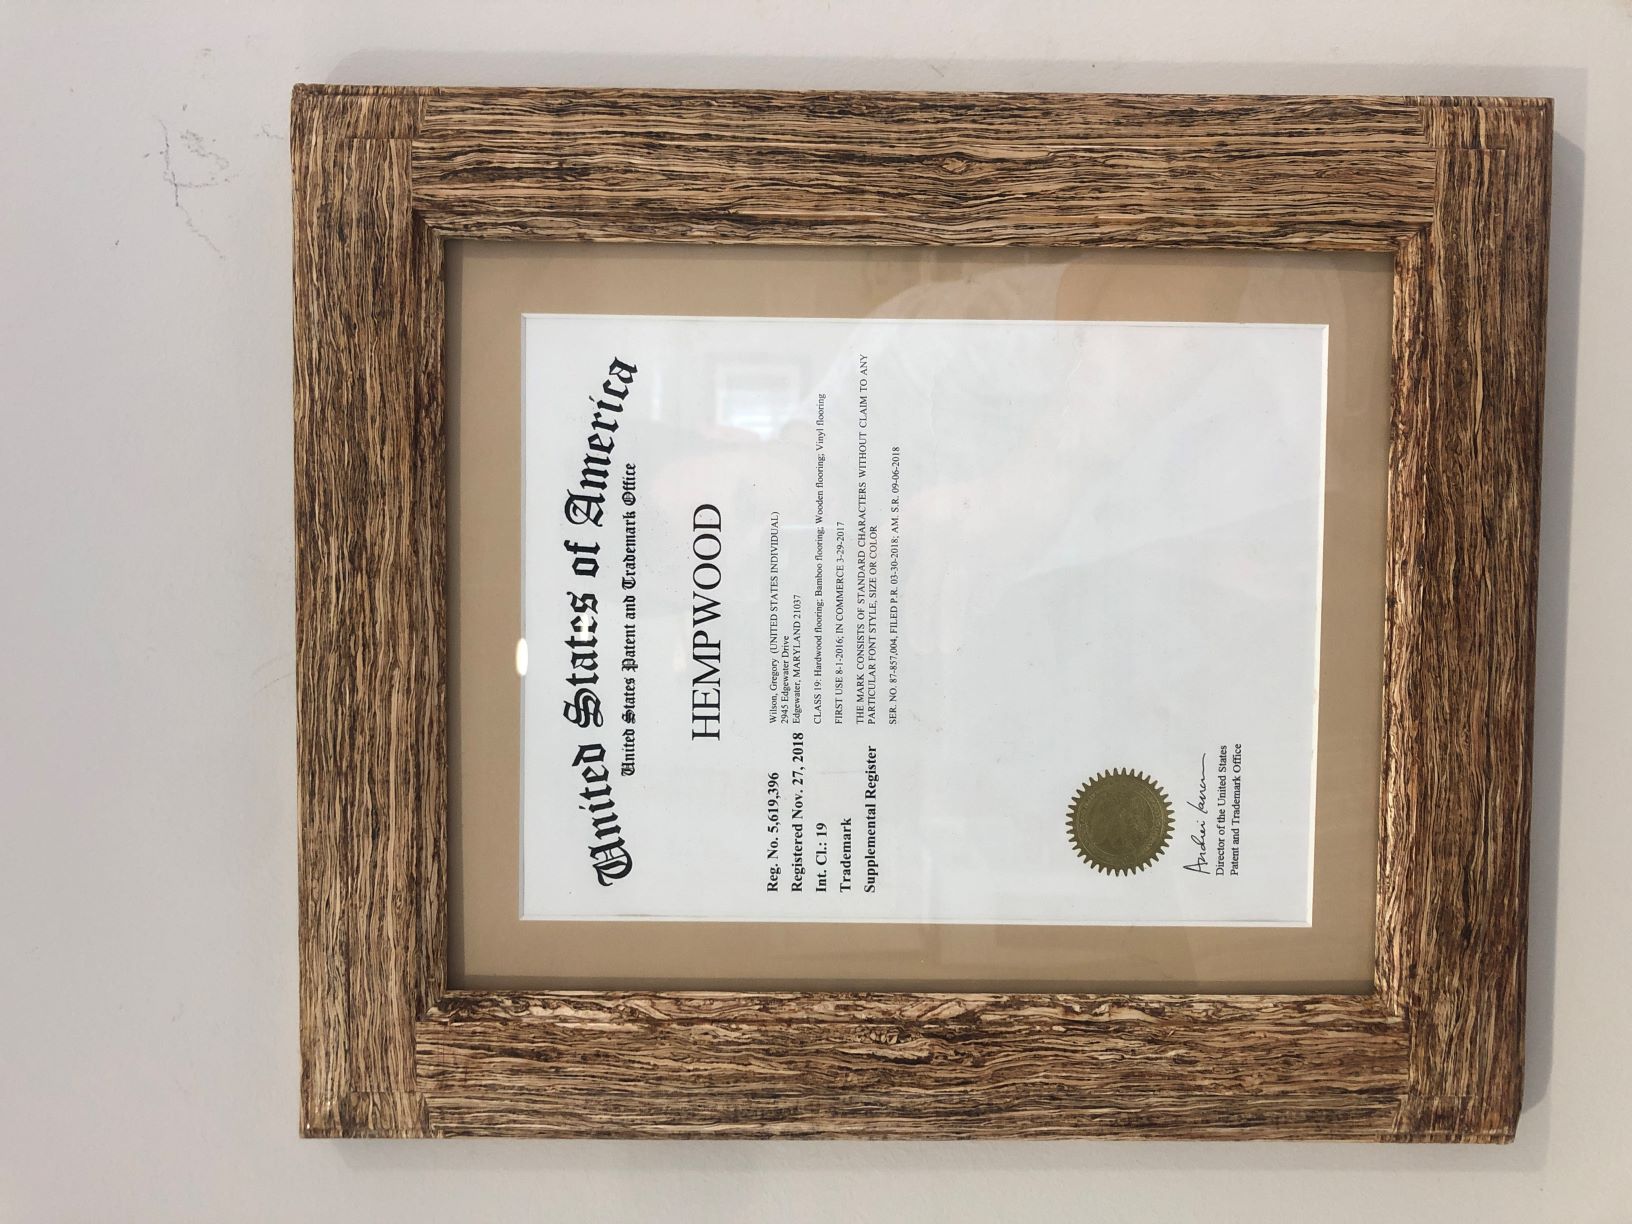 United States of America
United States Patent and Trademark Office
HEMPWOOD
Reg. No. 5,619,396
Registered Nov. 27, 2018
Int. Cl.: 19
Trademark
Supplemental Register
Wilson, Gregory (UNITED STATES INDIVIDUAL)
2945 Edgewater Drive
Edgewater, MARYLAND 21037
CLASS 19: Hardwood flooring; Bamboo flooring; Wooden flooring; Vinyl flooring
FIRST USE 8-1-2016; IN COMMERCE 3-29-2017
THE MARK CONSISTS OF STANDARD CHARACTERS WITHOUT CLAIM TO ANY
PARTICULAR FONT STYLE, SIZE OR COLOR
SER. NO. 87-857,004, FILED P.R. 03-30-2018; AM. S.R. 09-06-2018
Director of the United States
Patent and Trademark Office